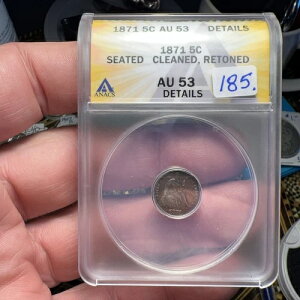 1871 5C AU 53 DETAILS
1871 5C
SEATED CLEANED, RETONED
AU 53
DETAILS
185.
ANACS